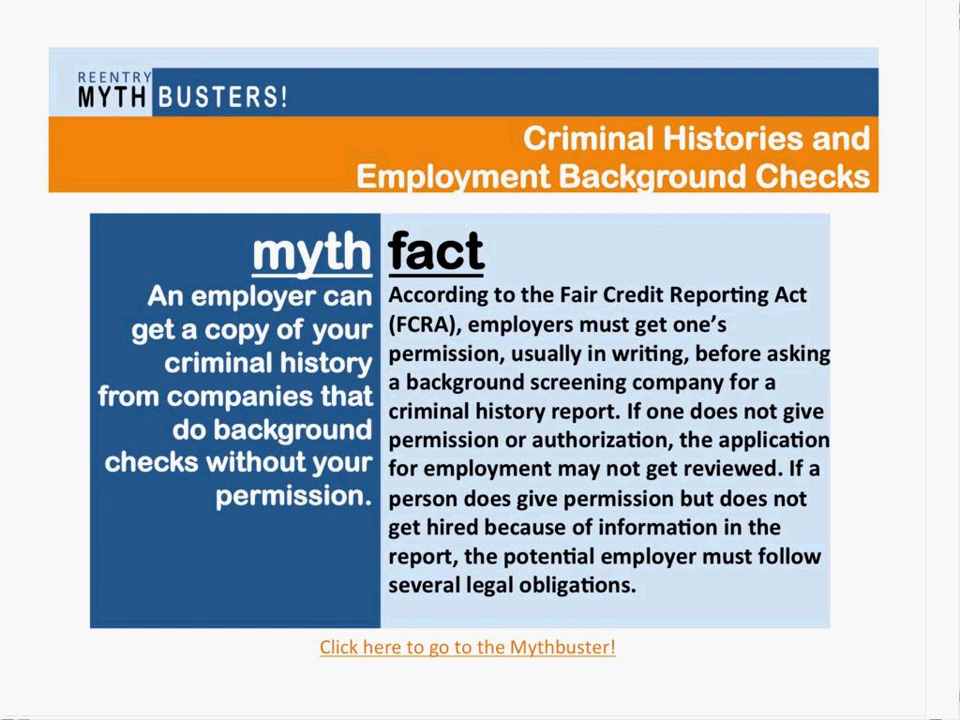 REENTRY
MYTH BUSTERS!
Criminal Histories and
Employment Background Checks
myth
An employer can
get a copy of your
criminal history
from companies that
do background
checks without your
permission.
fact
According to the Fair Credit Reporting Act
(FCRA), employers must get one’s
permission, usually in writing, before asking
a background screening company for a
criminal history report. If one does not give
permission or authorization, the application
for employment may not get reviewed. If a
person does give permission but does not
get hired because of information in the
report, the potential employer must follow
several legal obligations.
Click here to go to the Mythbuster!